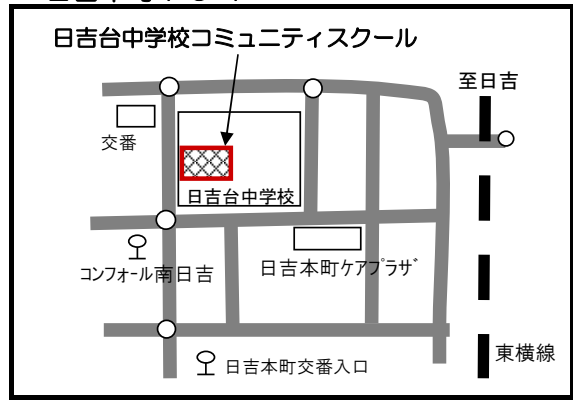 日吉台中学校コミュニティスクール
至日吉
交番
日吉台中学校
コンフォール南日吉
日吉本町ケアプラザ
東横線
日吉本町交番入口